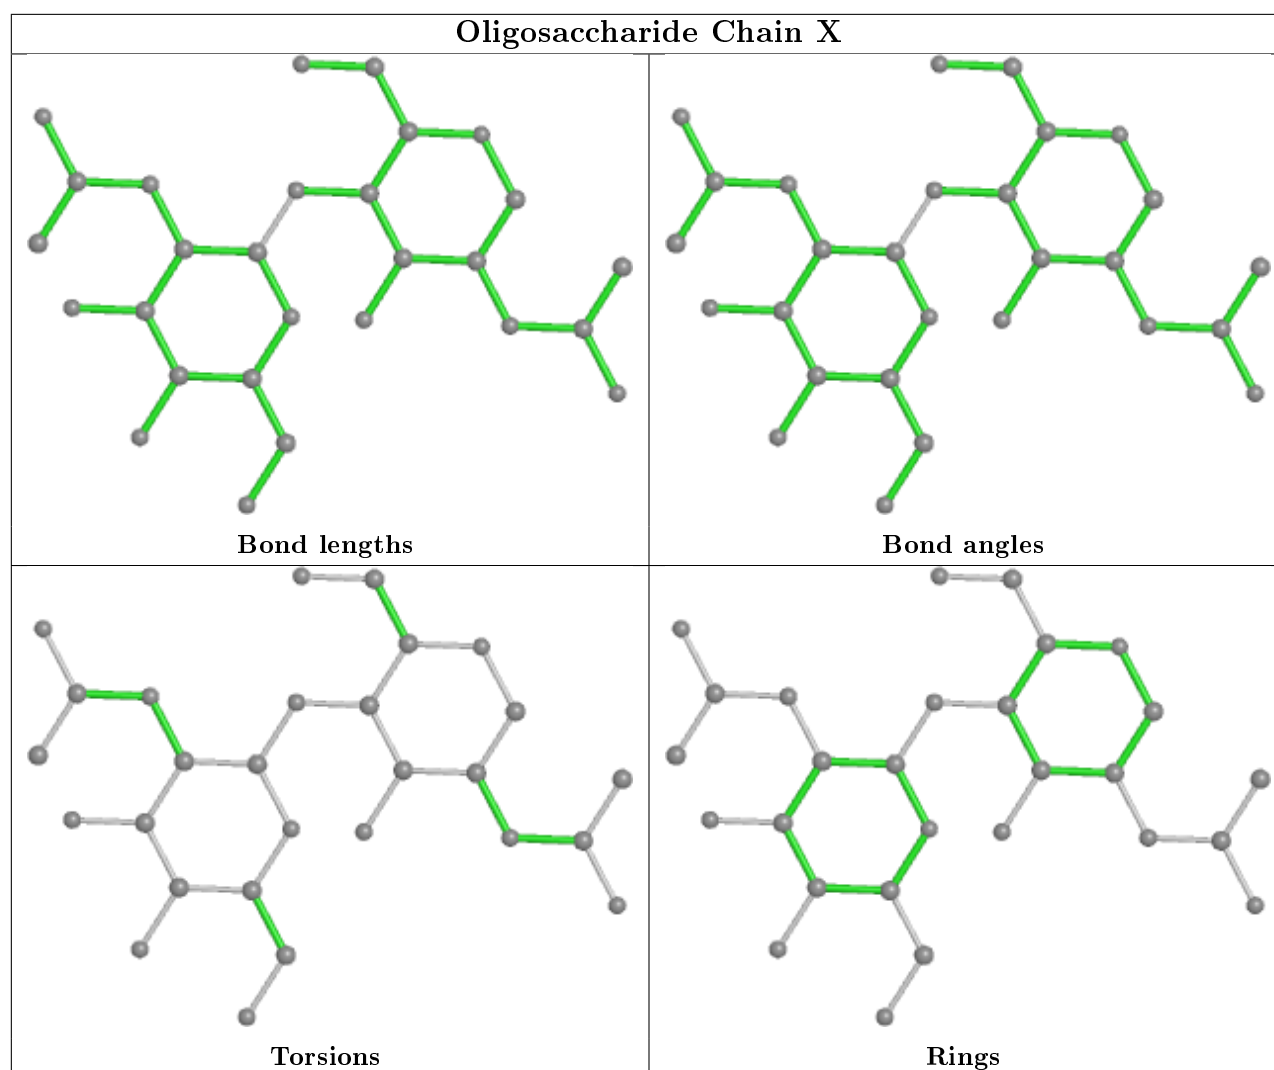 Oligosaccharide Chain X
Bond lengths
Bond angles
Torsions
Rings